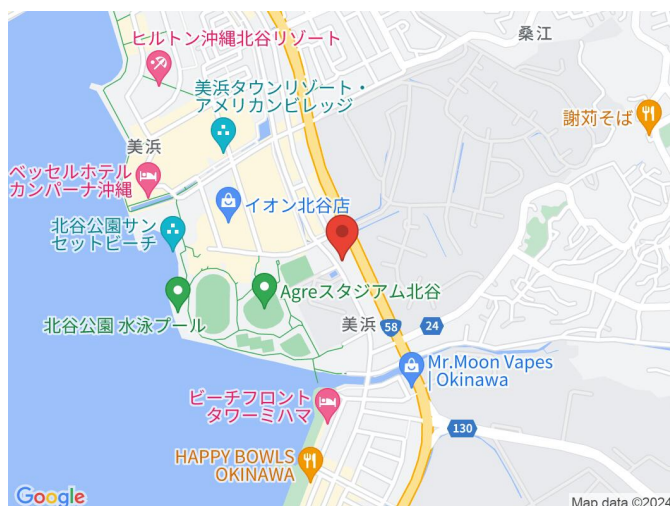 ヒルトン沖縄北谷リゾート
桑江
美浜タウンリゾート・
アメリカンビレッジ
謝苅そば
美浜
ベッセルホテル
カンパーナ沖縄
イオン北谷店
北谷公園サン
セットビーチ
Agreスタジアム北谷
北谷公園 水泳プール
美浜
58
24
Mr.Moon Vapes
| Okinawa
ビーチフロント
タワーミハマ
130
HAPPY BOWLS
OKINAWA
Google
Map data ©2024